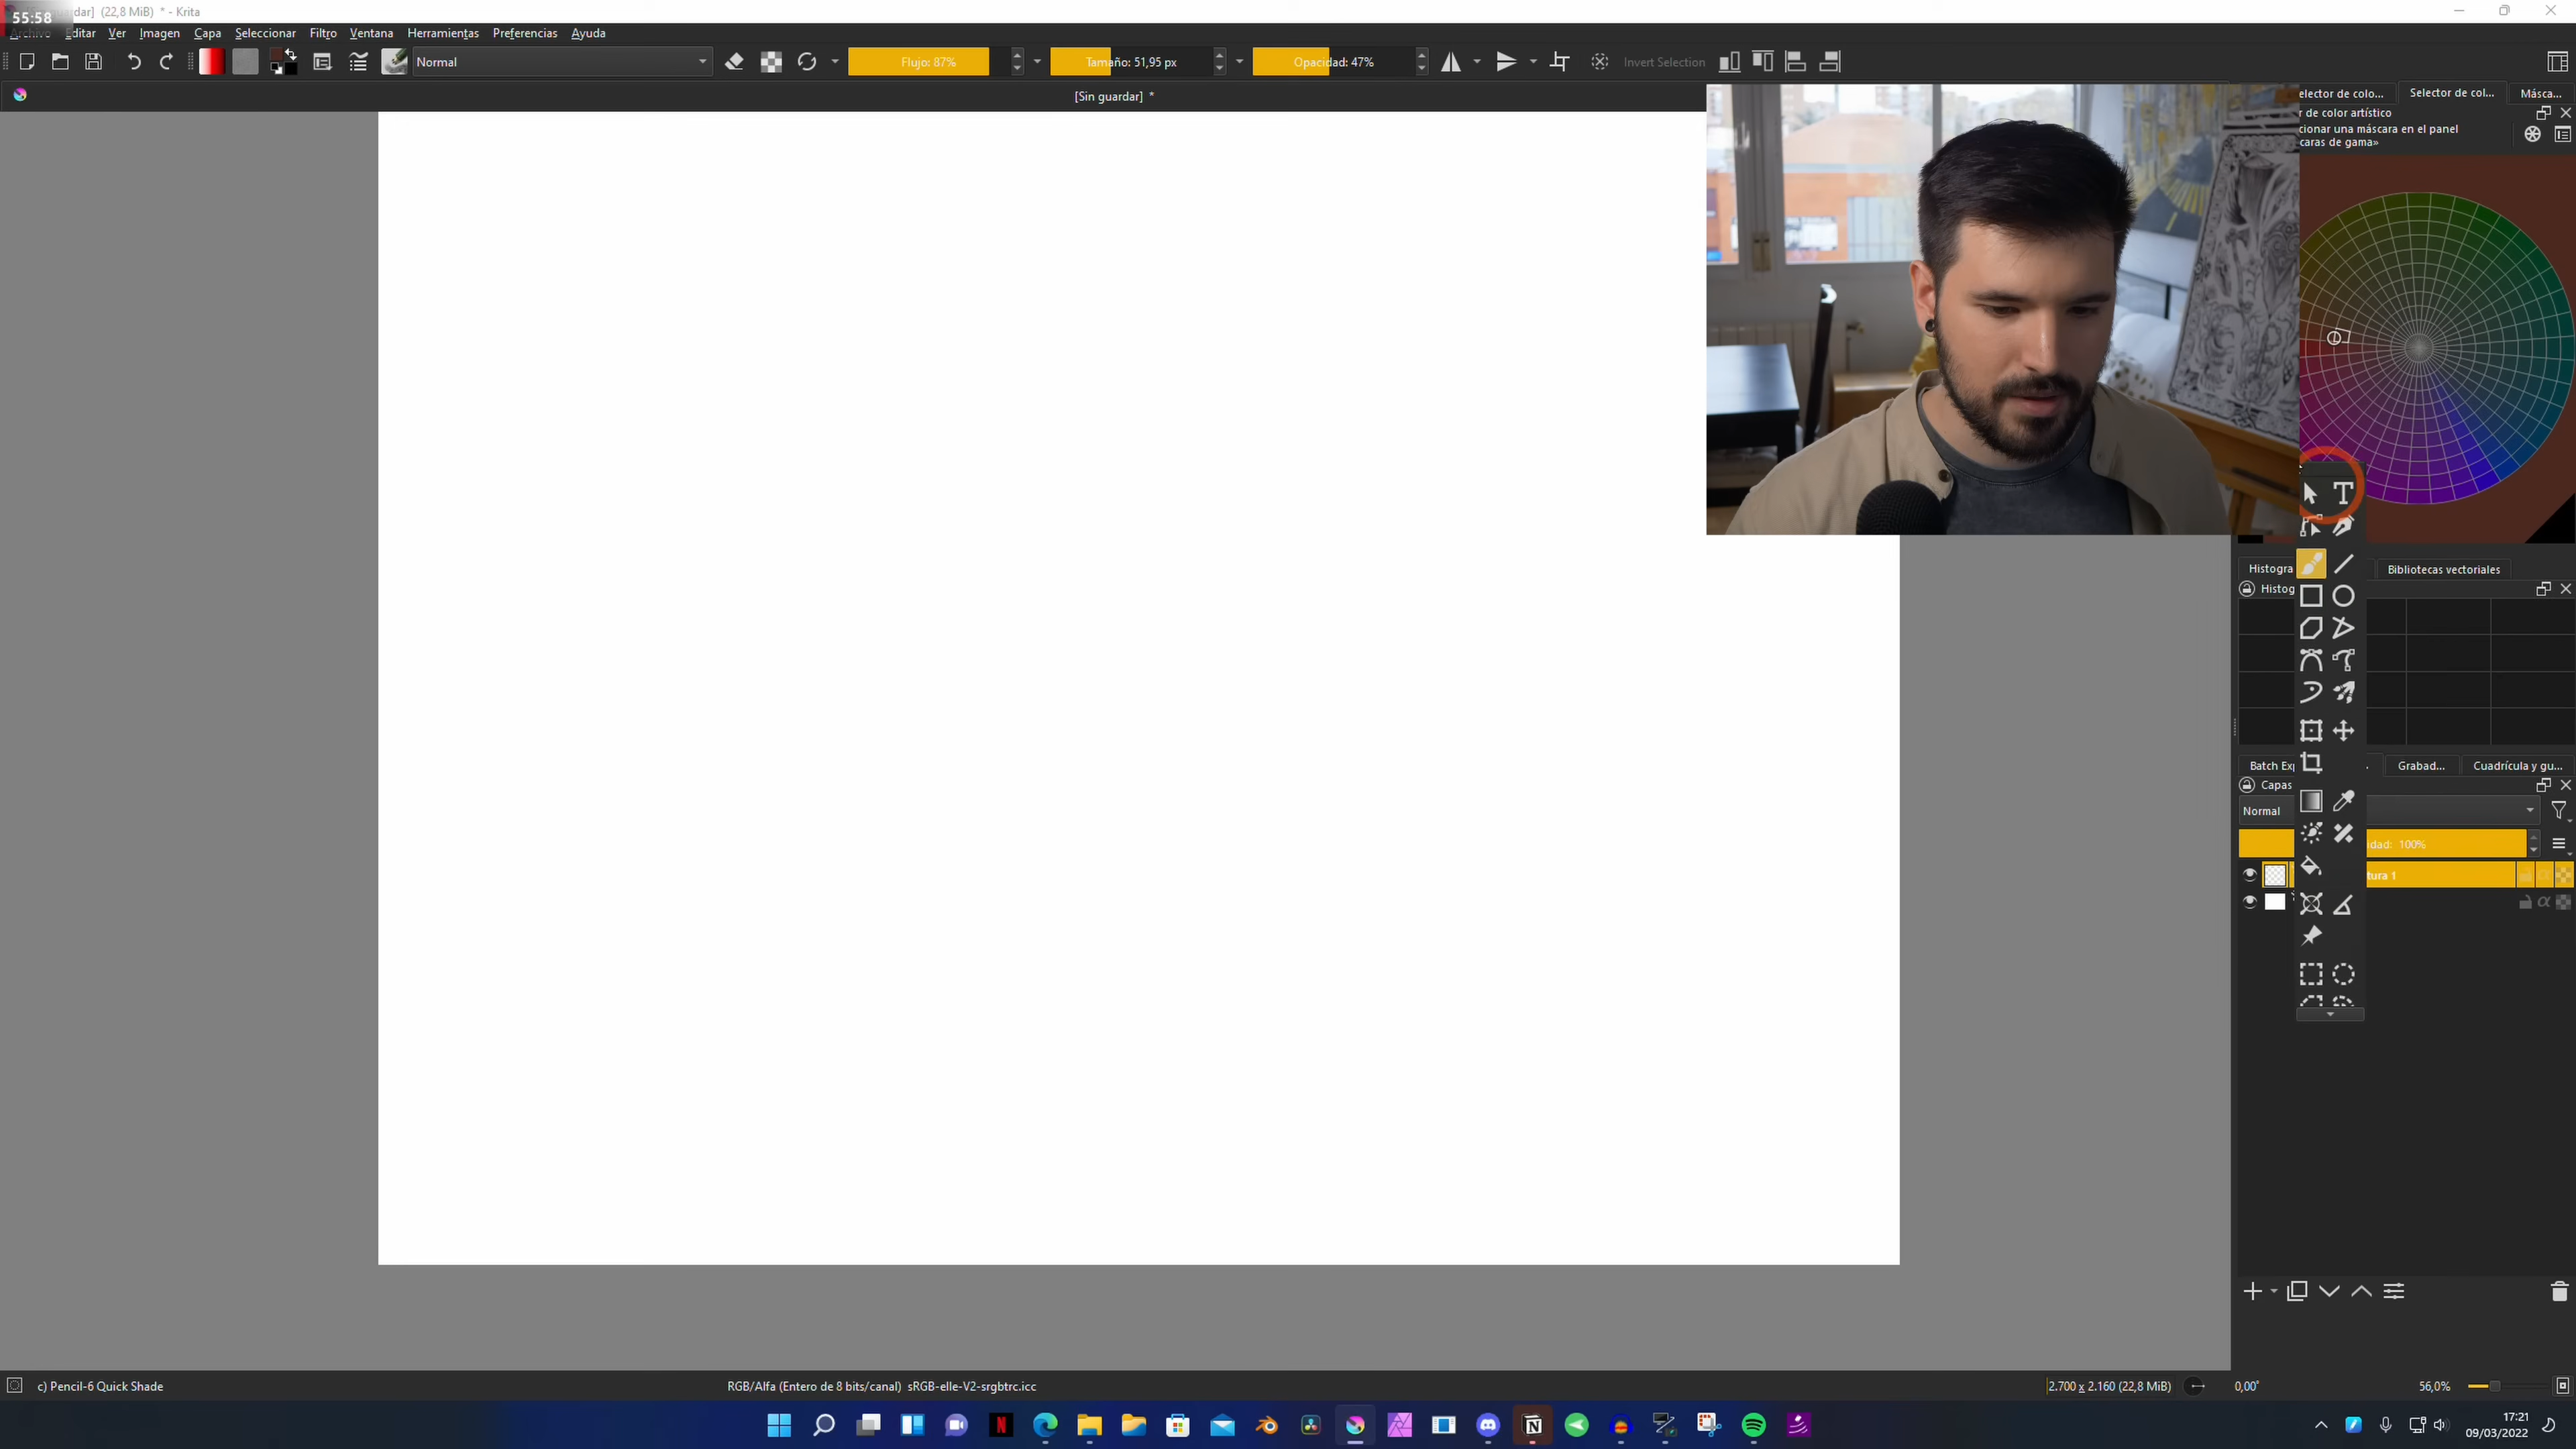 55:58
dar] (22,8 MiB) * - Krita
Archivo Editar Ver Imagen Capa Seleccionar Filtro Ventana Herramientas Preferencias Ayuda
Normal
Flujo: 87%
Tamaño: 51,95 px
Opacidad: 47%
Invert Selection
[Sin guardar] *
elector de colo...
Selector de col...
Másca...
r de color artístico
cionar una máscara en el panel
caras de gama»
T
Histogra
Bibliotecas vectoriales
Histog
Batch Exp
Grabad...
Cuadrícula y gu...
Capas
Normal
idad: 100%
tura 1
c) Pencil-6 Quick Shade
RGB/Alfa (Entero de 8 bits/canal) sRGB-elle-V2-srgbtrc.icc
2.700 x 2.160 (22,8 MiB)
0,00°
56,0%
17:21
09/03/2022